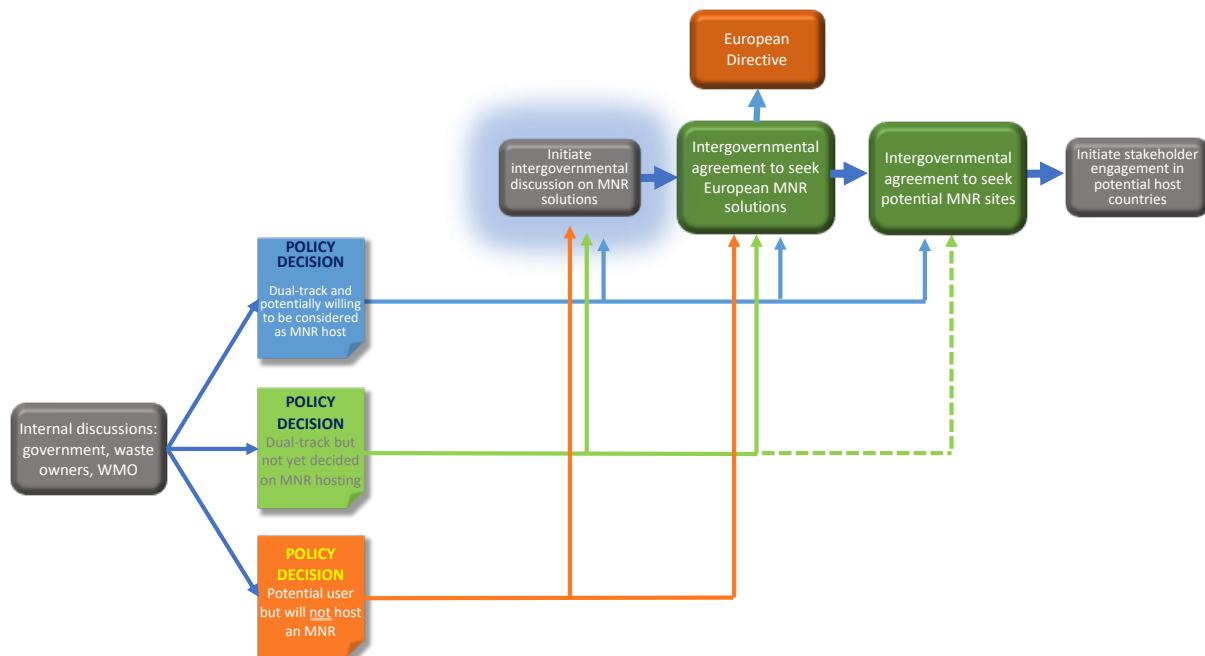 European
Directive
Initiate
intergovernmental
discussion on MNR
solutions
Intergovernmental
agreement to seek
European MNR
solutions
Intergovernmental
agreement to seek
potential MNR sites
Initiate stakeholder
engagement in
potential host
countries
POLICY
DECISION
Dual-track and
potentially willing
to be considered
as MNR host
Internal discussions:
government, waste
owners, WMO
POLICY
DECISION
Dual-track but
not yet decided
on MNR hosting
POLICY
DECISION
Potential user
but will not host
an MNR